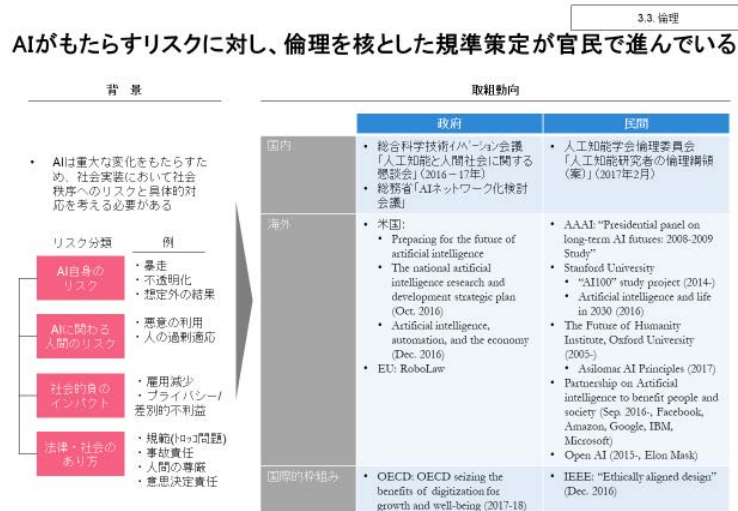 3.3. 倫理
AIがもたらすリスクに対し、倫理を核とした規準策定が官民で進んでいる
背 景
・ AIは重大な変化をもたらすた
め、社会実装において社会
秩序へのリスクと具体的対
応を考える必要がある
リスク分類
例
AI自身の
リスク
・暴走
・不透明化
・想定外の結果
AIに関わる
人間のリスク
・悪意の利用
・人の過剰適応
社会的負の
インパクト
・雇用減少
・プライバシー/
差別的不利益
法律・社会の
あり方
・規範(トロッコ問題)
・事故責任
・人間の尊厳
・意思決定責任
取組動向
政府
民間
国内
• 総合科学技術イノベーション会議
「人工知能と人間社会に関する
懇談会」(2016-17年)
• 総務省「AIネットワーク化検討
会議」
• 人工知能学会倫理委員会
「人工知能研究者の倫理綱領
(案)」(2017年2月)
海外
• 米国:
• Preparing for the future of
artificial intelligence
• The national artificial
intelligence research and
development strategic plan
(Oct. 2016)
• Artificial intelligence,
automation, and the economy
(Dec. 2016)
• EU: RoboLaw
• AAAI: “Presidential panel on
long-term AI futures: 2008-2009
Study”
• Stanford University
• “AI100” study project (2014-)
• Artificial intelligence and life
in 2030 (2016)
• The Future of Humanity
Institute, Oxford University
(2005-)
• Asilomar AI Principles (2017)
• Partnership on Artificial
intelligence to benefit people and
society (Sep. 2016-, Facebook,
Amazon, Google, IBM,
Microsoft)
• Open AI (2015-, Elon Mask)
国際的枠組み
• OECD: OECD seizing the
benefits of digitization for
growth and well-being (2017-18)
• IEEE: “Ethically aligned design”
(Dec. 2016)